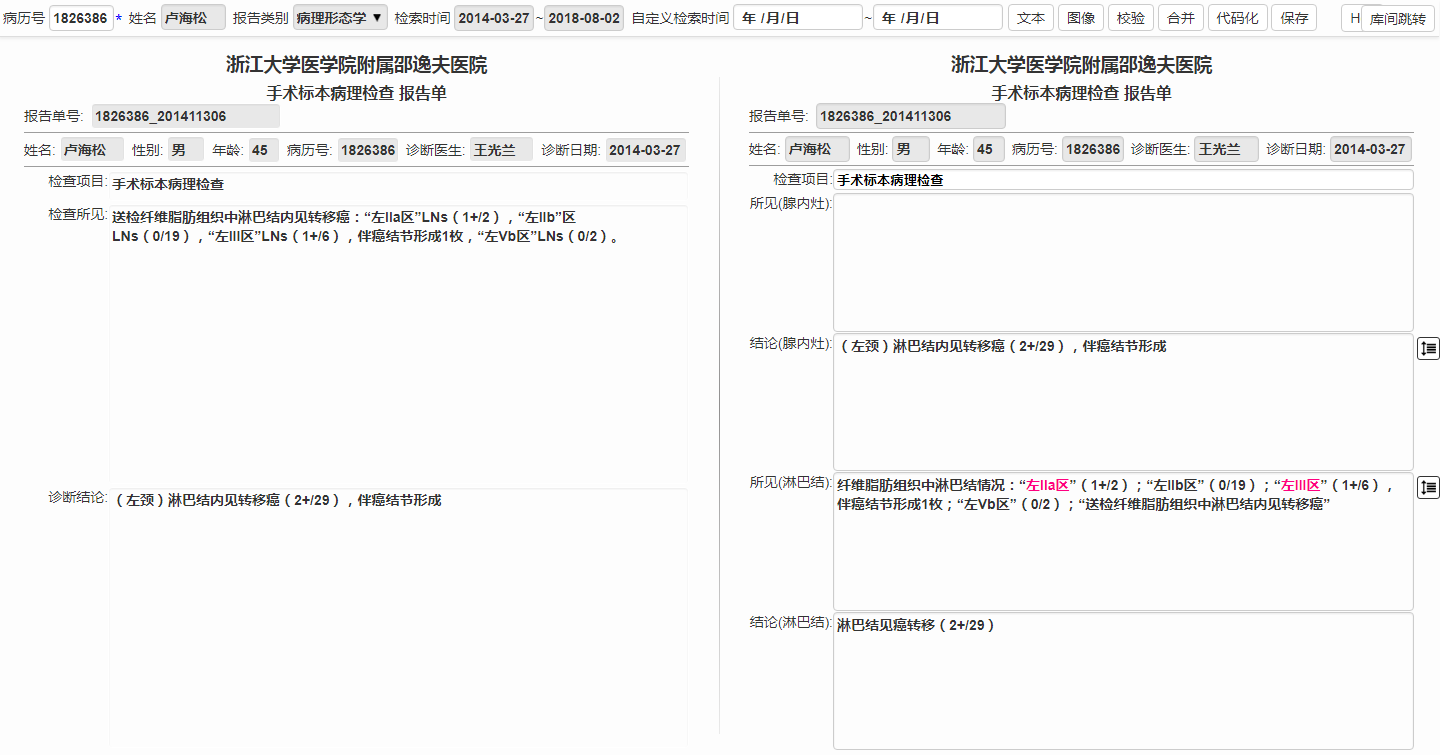 病历号 1826386 * 姓名 卢海松 报告类别 病理形态学 ▼ 检索时间 2014-03-27 ~ 2018-08-02 自定义检索时间 年 /月/日 ~ 年 /月/日 文本 图像 校验 合并 代码化 保存 H 库间跳转
浙江大学医学院附属邵逸夫医院
手术标本病理检查 报告单
报告单号: 1826386_201411306
姓名: 卢海松 性别: 男 年龄: 45 病历号: 1826386 诊断医生: 王光兰 诊断日期: 2014-03-27
检查项目: 手术标本病理检查
检查所见: 送检纤维脂肪组织中淋巴结内见转移癌：“左IIa区”LNs（1+/2），“左IIb”区
LNs（0/19），“左III区”LNs（1+/6），伴癌结节形成1枚，“左Vb区”LNs（0/2）。
诊断结论: （左颈）淋巴结内见转移癌（2+/29），伴癌结节形成
浙江大学医学院附属邵逸夫医院
手术标本病理检查 报告单
报告单号: 1826386_201411306
姓名: 卢海松 性别: 男 年龄: 45 病历号: 1826386 诊断医生: 王光兰 诊断日期: 2014-03-27
检查项目: 手术标本病理检查
所见(腺内灶):
结论(腺内灶): （左颈）淋巴结内见转移癌（2+/29），伴癌结节形成
所见(淋巴结): 纤维脂肪组织中淋巴结情况：“左IIa区”（1+/2）；“左IIb区”（0/19）；“左III区”（1+/6），
伴癌结节形成1枚；“左Vb区”（0/2）；“送检纤维脂肪组织中淋巴结内见转移癌”
结论(淋巴结): 淋巴结见癌转移（2+/29）